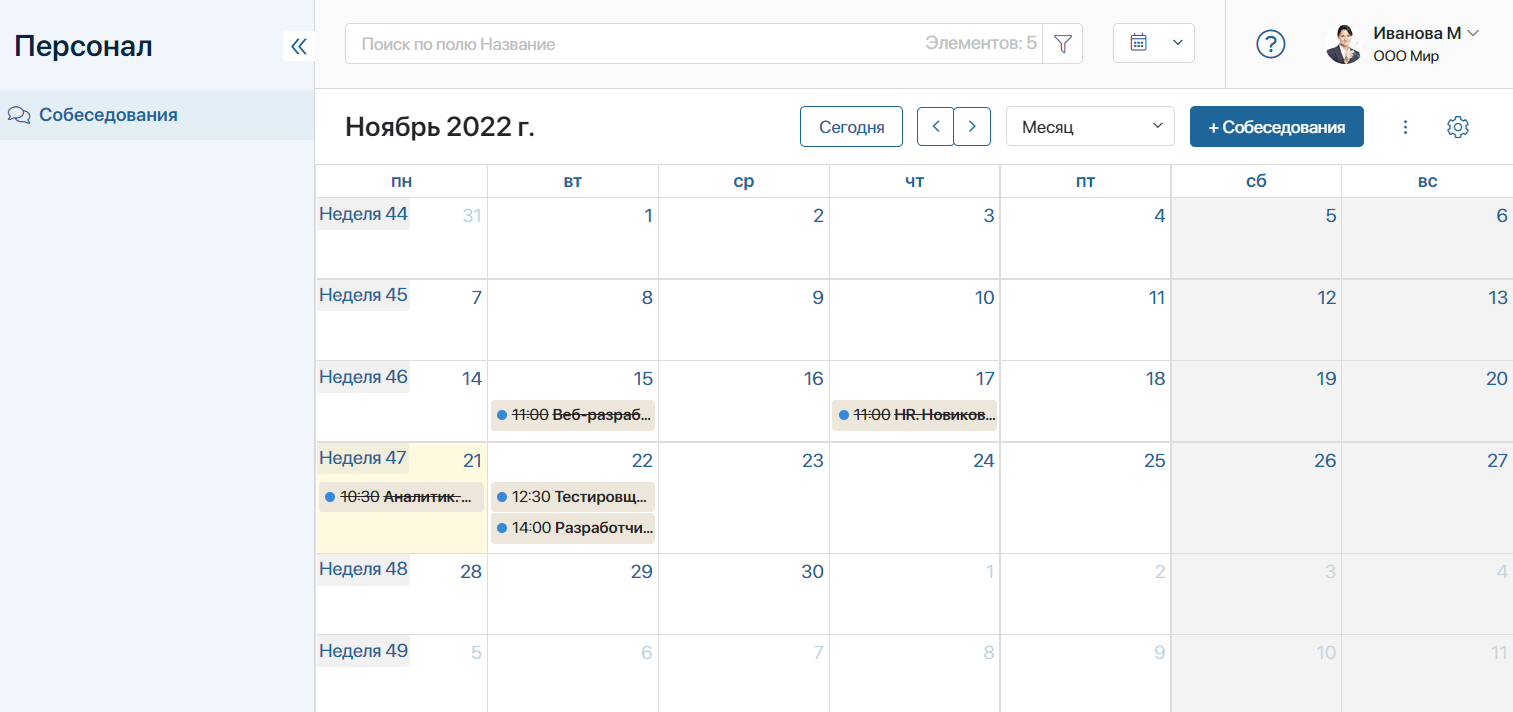 Персонал
Поиск по полю Название Элементов: 5
Иванова М
ООО Мир
Собеседования
Ноябрь 2022 г. Сегодня Месяц + Собеседования
пн вт ср чт пт сб вс
Неделя 44 31 1 2 3 4 5 6
Неделя 45 7 8 9 10 11 12 13
Неделя 46 14 15 16 17 18 19 20
11:00 Веб-разраб... 11:00 HR. Новиков...
Неделя 47 21 22 23 24 25 26 27
10:30 Аналитик. ... 12:30 Тестировщ...
14:00 Разработчи...
Неделя 48 28 29 30 1 2 3 4
Неделя 49 5 6 7 8 9 10 11